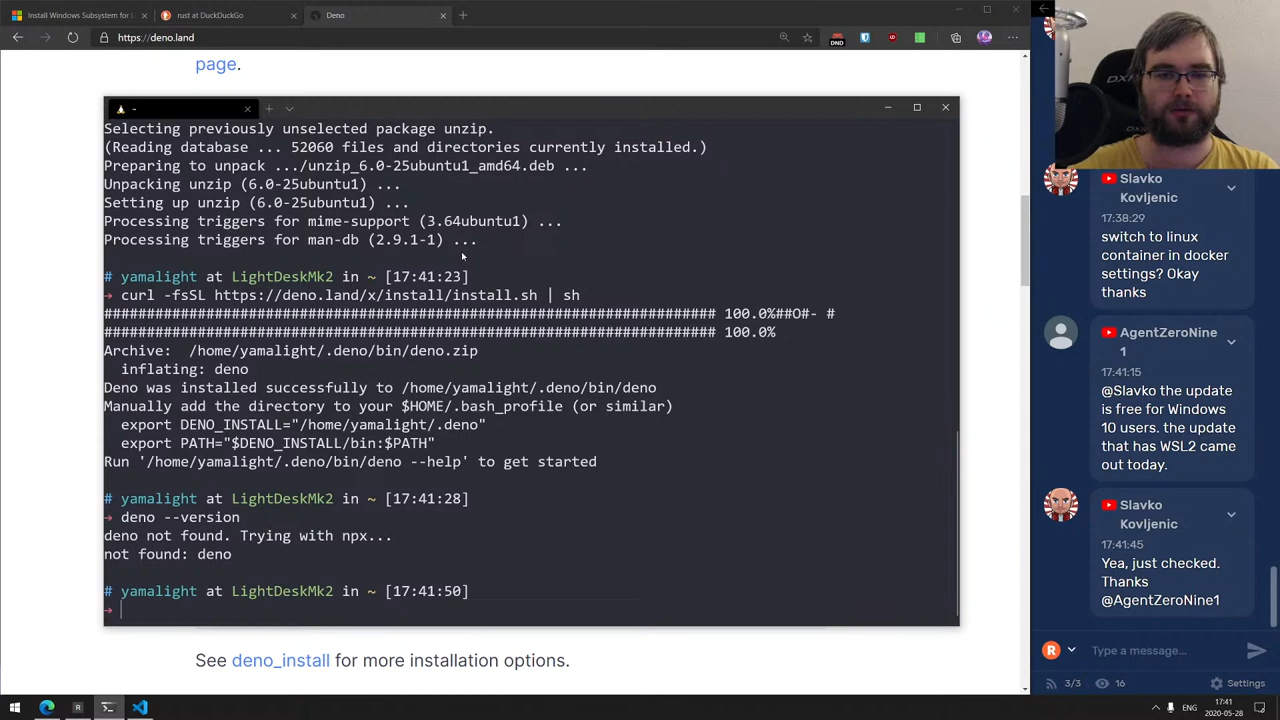 Install Windows Subsystem for L
rust at DuckDuckGo
Deno
https://deno.land
DND
page.
~
Selecting previously unselected package unzip.
(Reading database ... 52060 files and directories currently installed.)
Preparing to unpack .../unzip_6.0-25ubuntu1_amd64.deb ...
Unpacking unzip (6.0-25ubuntu1) ...
Setting up unzip (6.0-25ubuntu1) ...
Processing triggers for mime-support (3.64ubuntu1) ...
Processing triggers for man-db (2.9.1-1) ...
# yamalight at LightDeskMk2 in ~ [17:41:23]
→ curl -fsSL https://deno.land/x/install/install.sh | sh
######################################################################## 100.0%##O#- #
######################################################################## 100.0%
Archive:  /home/yamalight/.deno/bin/deno.zip
  inflating: deno
Deno was installed successfully to /home/yamalight/.deno/bin/deno
Manually add the directory to your $HOME/.bash_profile (or similar)
  export DENO_INSTALL="/home/yamalight/.deno"
  export PATH="$DENO_INSTALL/bin:$PATH"
Run '/home/yamalight/.deno/bin/deno --help' to get started
# yamalight at LightDeskMk2 in ~ [17:41:28]
→ deno --version
deno not found. Trying with npx...
not found: deno
# yamalight at LightDeskMk2 in ~ [17:41:50]
→
See deno_install for more installation options.
DX
Slavko
Kovljenic
17:38:29
switch to linux
container in docker
settings? Okay
thanks
AgentZeroNine
1
17:41:15
@Slavko the update
is free for Windows
10 users. the update
that has WSL2 came
out today.
Slavko
Kovljenic
17:41:45
Yea, just checked.
Thanks
@AgentZeroNine1
R
Type a message...
3/3
16
Settings
R
ENG
17:41
2020-05-28